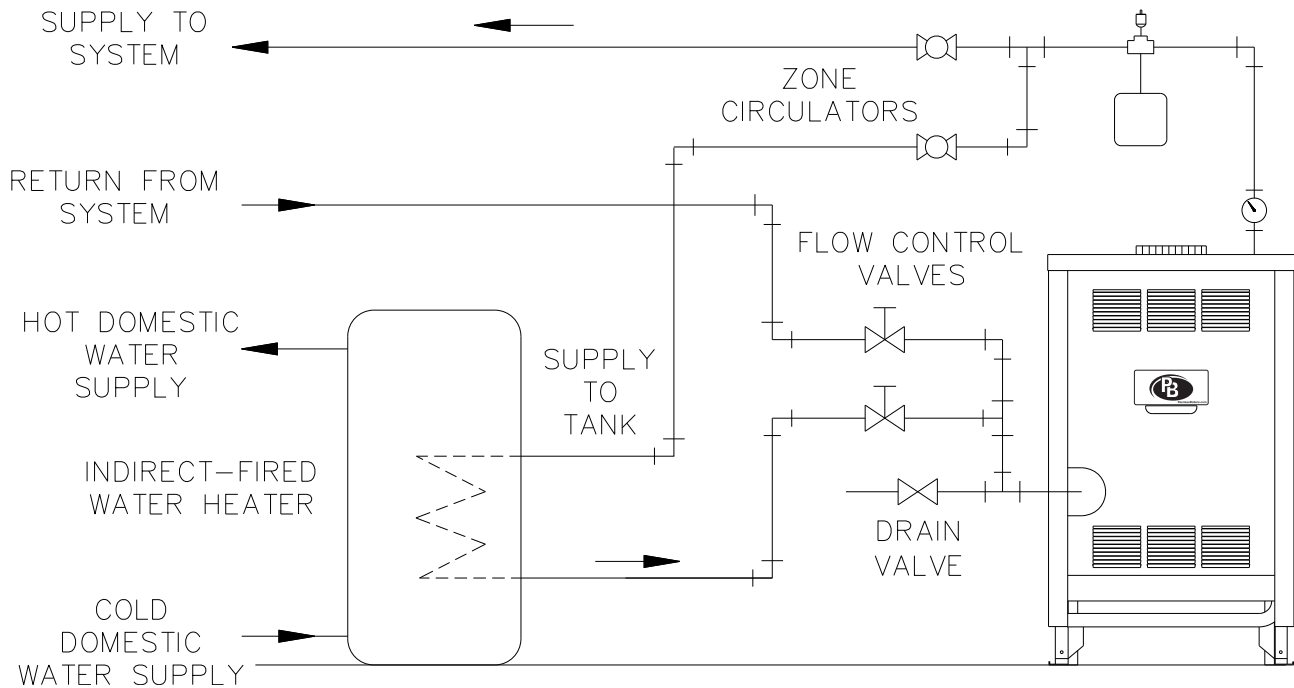 SUPPLY TO
SYSTEM
ZONE
CIRCULATORS
RETURN FROM
SYSTEM
FLOW CONTROL
VALVES
HOT DOMESTIC
WATER
SUPPLY
SUPPLY
TO
TANK
PB
INDIRECT-FIRED
WATER HEATER
DRAIN
VALVE
COLD
DOMESTIC
WATER SUPPLY